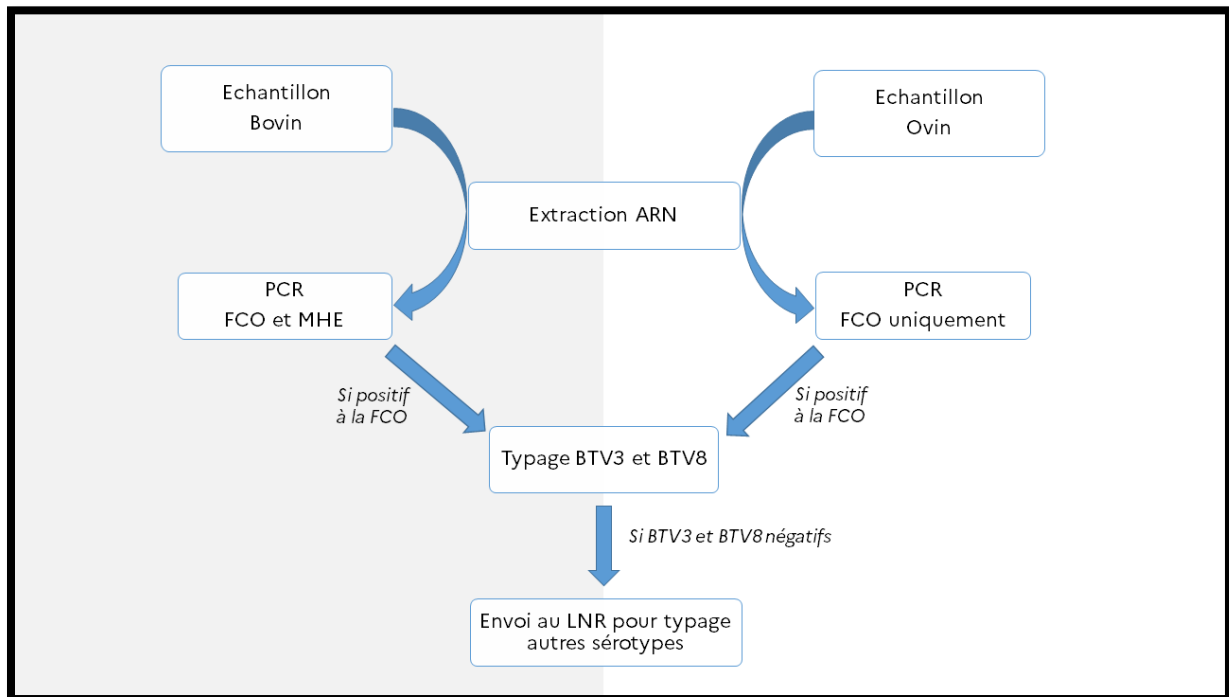 Echantillon
Bovin
Echantillon
Ovin
Extraction ARN
PCR
FCO et MHE
PCR
FCO uniquement
Si positif
à la FCO
Si positif
à la FCO
Typage BTV3 et BTV8
Si BTV3 et BTV8 négatifs
Envoi au LNR pour typage
autres sérotypes